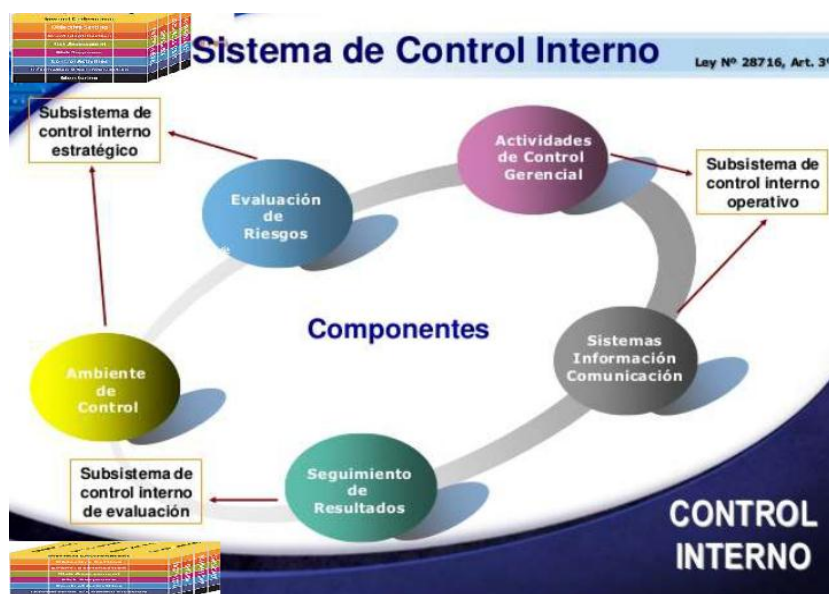 Sistema de Control Interno
Ley Nº 28716, Art. 3º
Subsistema de
control interno
estratégico
Evaluación
de
Riesgos
Actividades
de Control
Gerencial
Subsistema de
control interno
operativo
Componentes
Ambiente
de
Control
Sistemas
Información
Comunicación
Subsistema de
control interno
de evaluación
Seguimiento
de
Resultados
CONTROL
INTERNO